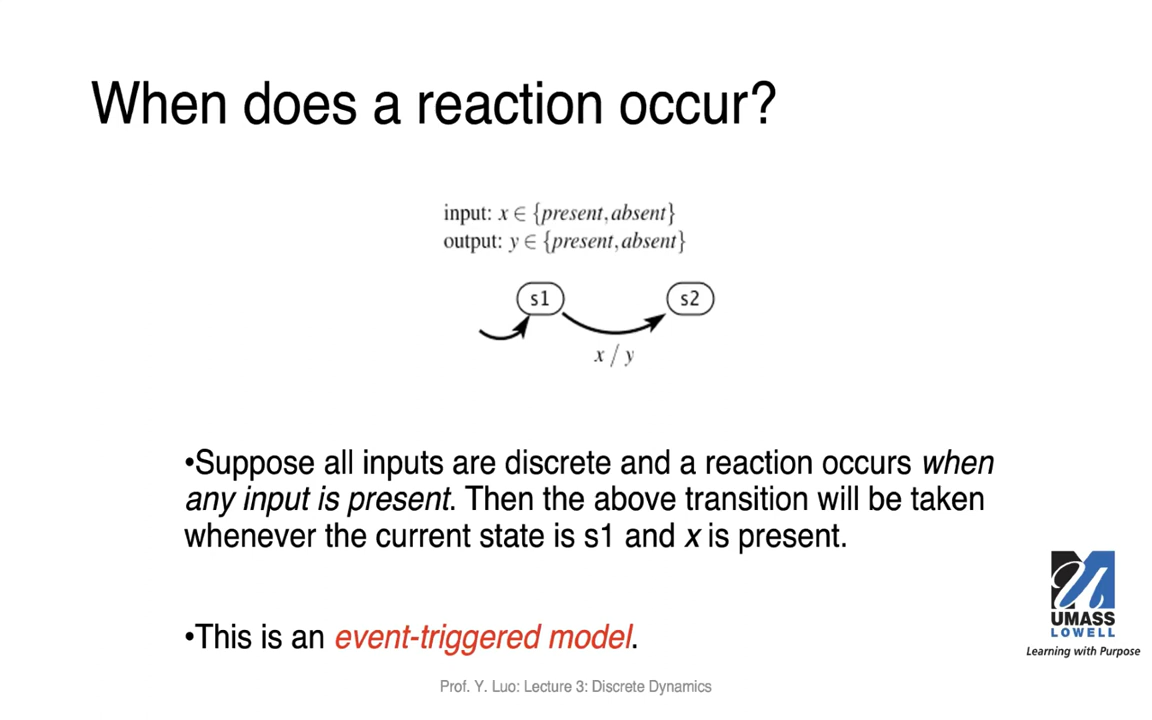 When does a reaction occur?
input: x ∈ {present,absent}
output: y ∈ {present,absent}
s1 s2
x / y
•Suppose all inputs are discrete and a reaction occurs when
any input is present. Then the above transition will be taken
whenever the current state is s1 and x is present.
•This is an event-triggered model.
UMASS
LOWELL
Learning with Purpose
Prof. Y. Luo: Lecture 3: Discrete Dynamics